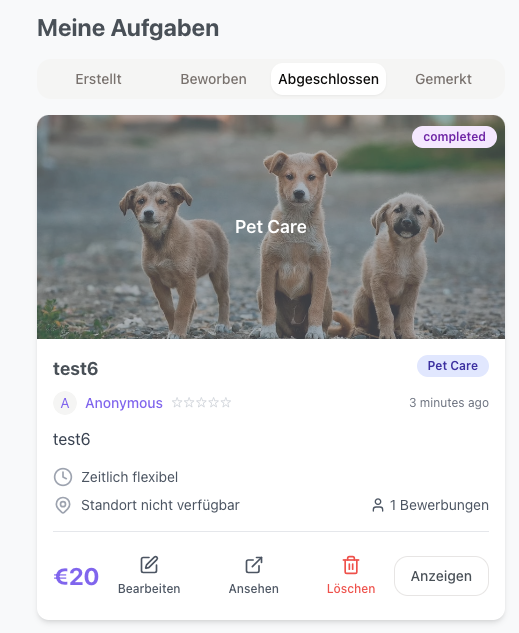 Meine Aufgaben
Erstellt Beworben Abgeschlossen Gemerkt
completed
Pet Care
test6 Pet Care
A Anonymous ☆☆☆☆☆ 3 minutes ago
test6
Zeitlich flexibel
Standort nicht verfügbar 1 Bewerbungen
€20 Bearbeiten Ansehen Löschen Anzeigen